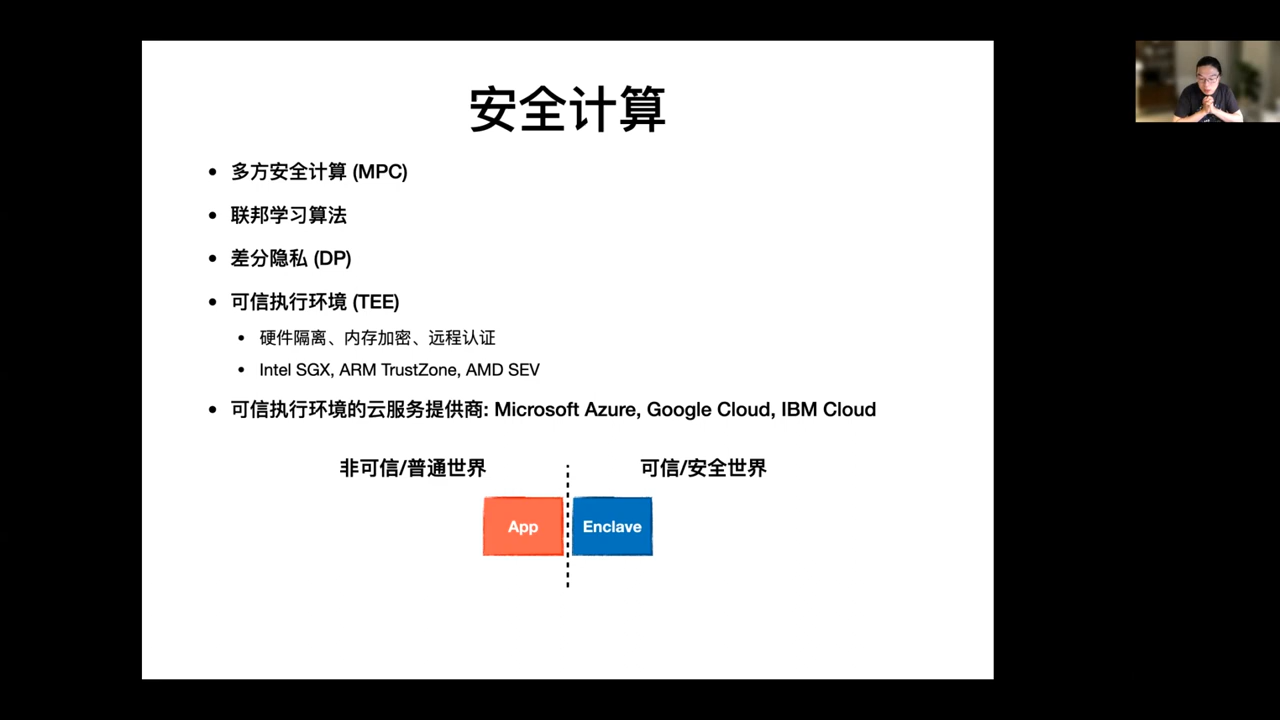 安全计算
• 多方安全计算 (MPC)
• 联邦学习算法
• 差分隐私 (DP)
• 可信执行环境 (TEE)
• 硬件隔离、内存加密、远程认证
• Intel SGX, ARM TrustZone, AMD SEV
• 可信执行环境的云服务提供商: Microsoft Azure, Google Cloud, IBM Cloud
非可信/普通世界
可信/安全世界
App
Enclave